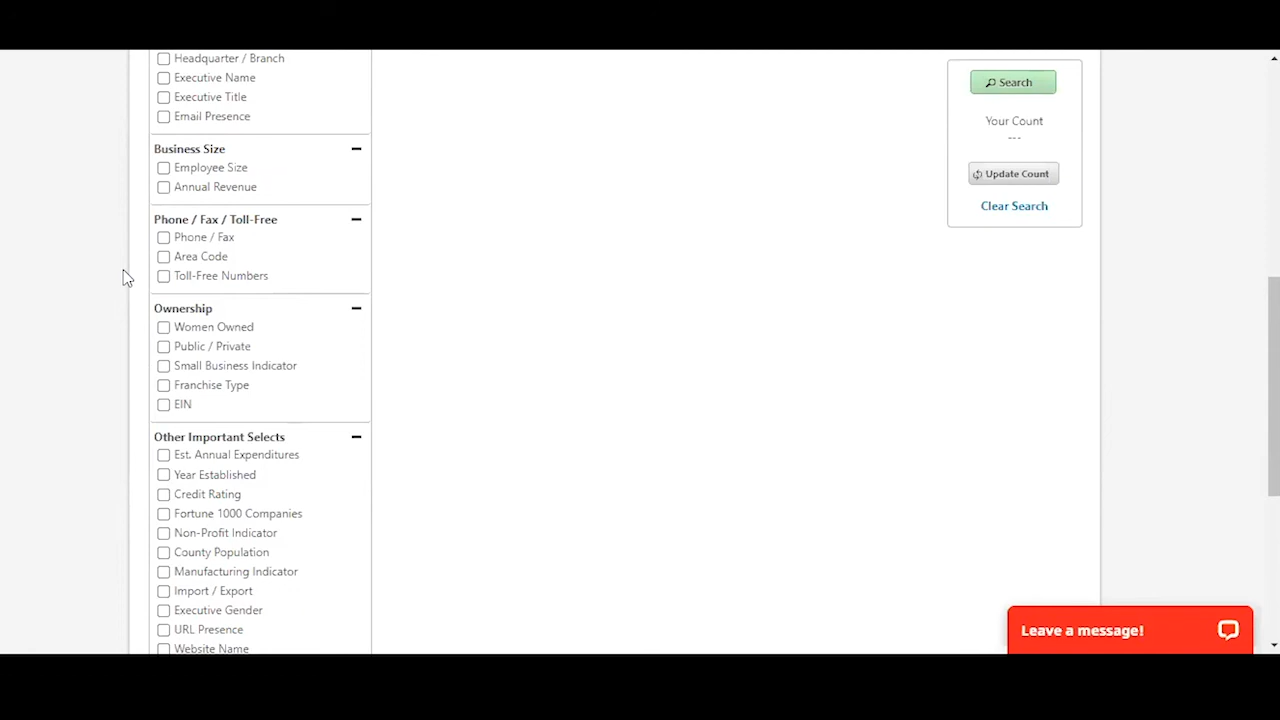 Headquarter / Branch
Executive Name
Executive Title
Email Presence
Business Size
Employee Size
Annual Revenue
Phone / Fax / Toll-Free
Phone / Fax
Area Code
Toll-Free Numbers
Ownership
Women Owned
Public / Private
Small Business Indicator
Franchise Type
EIN
Other Important Selects
Est. Annual Expenditures
Year Established
Credit Rating
Fortune 1000 Companies
Non-Profit Indicator
County Population
Manufacturing Indicator
Import / Export
Executive Gender
URL Presence
Website Name
Search
Your Count
---
Update Count
Clear Search
Leave a message!